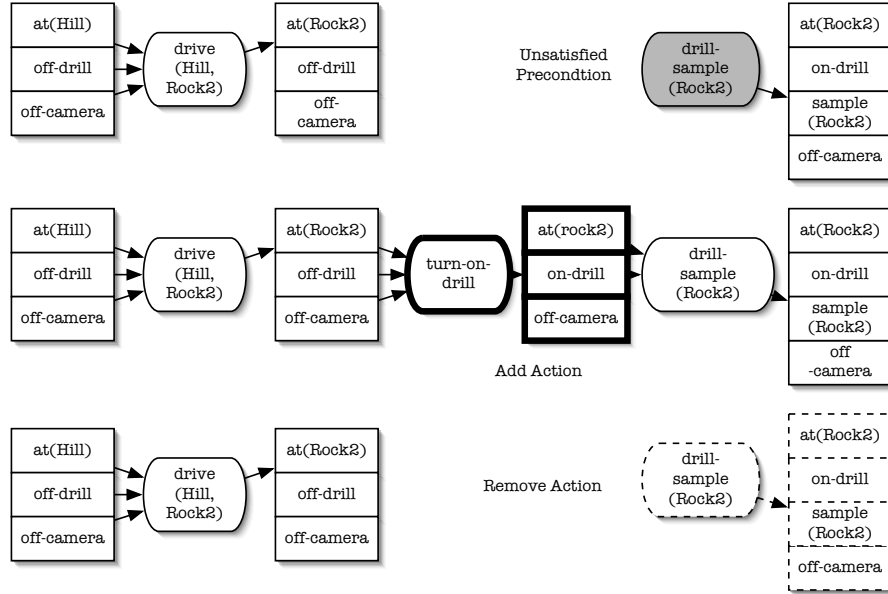 at(Hill)
off-drill
off-camera
drive
(Hill,
Rock2)
at(Rock2)
off-drill
off-
camera
Unsatisfied
Precondtion
drill-
sample
(Rock2)
at(Rock2)
on-drill
sample
(Rock2)
off-camera
at(Hill)
off-drill
off-camera
drive
(Hill,
Rock2)
at(Rock2)
off-drill
off-camera
turn-on-
drill
at(rock2)
on-drill
off-camera
Add Action
drill-
sample
(Rock2)
at(Rock2)
on-drill
sample
(Rock2)
off
-camera
at(Hill)
off-drill
off-camera
drive
(Hill,
Rock2)
at(Rock2)
off-drill
off-camera
Remove Action
drill-
sample
(Rock2)
at(Rock2)
on-drill
sample
(Rock2)
off-camera